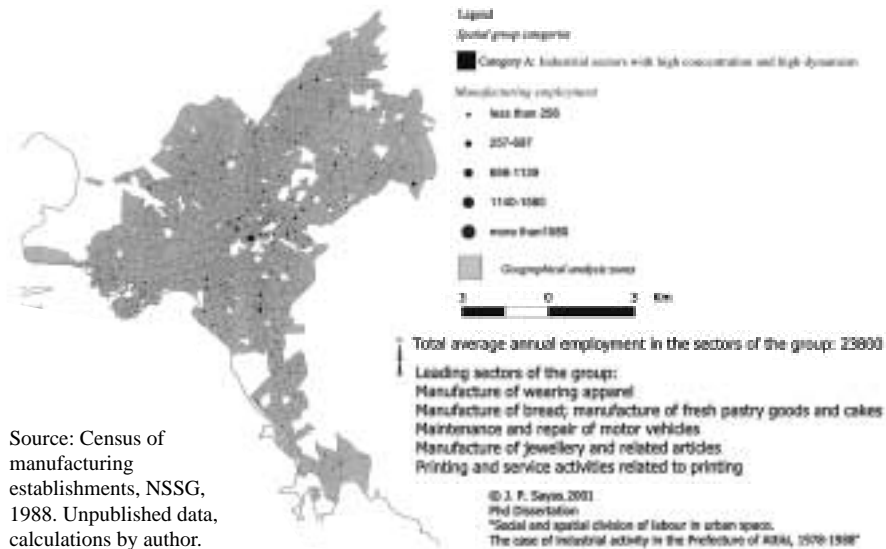 Legend
Spatial group categories
Category A: Industrial sectors with high concentration and high dynamism
Manufacturing employment
less than 256
257-687
688-1139
1140-1680
more than 1680
Geographical analysis zones
3 0 3 Km
Total average annual employment in the sectors of the group: 23800
Leading sectors of the group:
Manufacture of wearing apparel
Manufacture of bread; manufacture of fresh pastry goods and cakes
Maintenance and repair of motor vehicles
Manufacture of jewellery and related articles
Printing and service activities related to printing
Source: Census of
manufacturing
establishments, NSSG,
1988. Unpublished data,
calculations by author.
© J. P. Sayas, 2001
Phd Dissertation
"Social and spatial division of labour in urban space.
The case of industrial activity in the Prefecture of Attiki, 1978-1988"